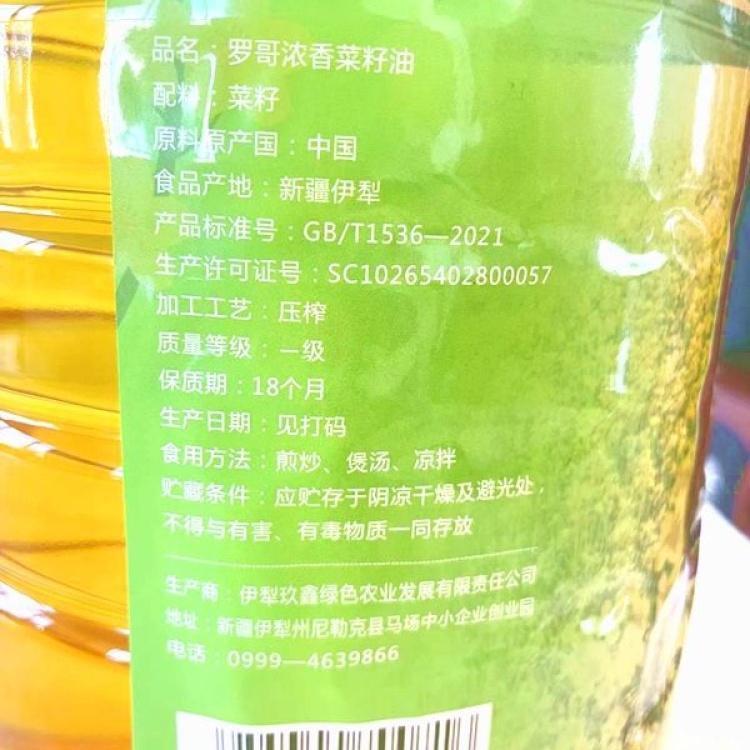 品名：罗哥浓香菜籽油
配料：菜籽
原料原产国：中国
食品产地：新疆伊犁
产品标准号：GB/T1536—2021
生产许可证号：SC10265402800057
加工工艺：压榨
质量等级：一级
保质期：18个月
生产日期：见打码
食用方法：煎炒、煲汤、凉拌
贮藏条件：应贮存于阴凉干燥及避光处，
不得与有害、有毒物质一同存放
生产商：伊犁玖鑫绿色农业发展有限责任公司
地址：新疆伊犁州尼勒克县马场中小企业创业园
电话：0999—4639866